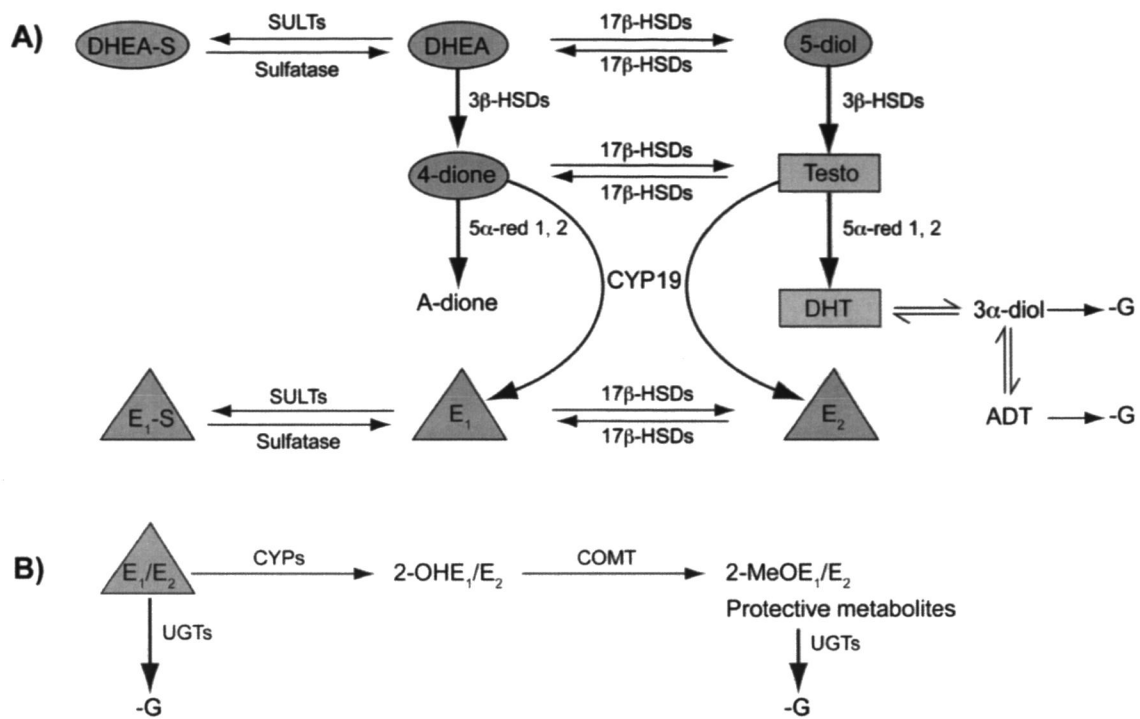 A)
DHEA-S
SULTs
Sulfatase
DHEA
17β-HSDs
17β-HSDs
5-diol
3β-HSDs
3β-HSDs
4-dione
17β-HSDs
17β-HSDs
Testo
5α-red 1, 2
5α-red 1, 2
CYP19
A-dione
DHT
3α-diol
-G
E₁-S
SULTs
Sulfatase
E₁
17β-HSDs
17β-HSDs
E₂
ADT
-G
B)
E₁/E₂
CYPs
2-OHE₁/E₂
COMT
2-MeOE₁/E₂
Protective metabolites
UGTs
UGTs
-G
-G